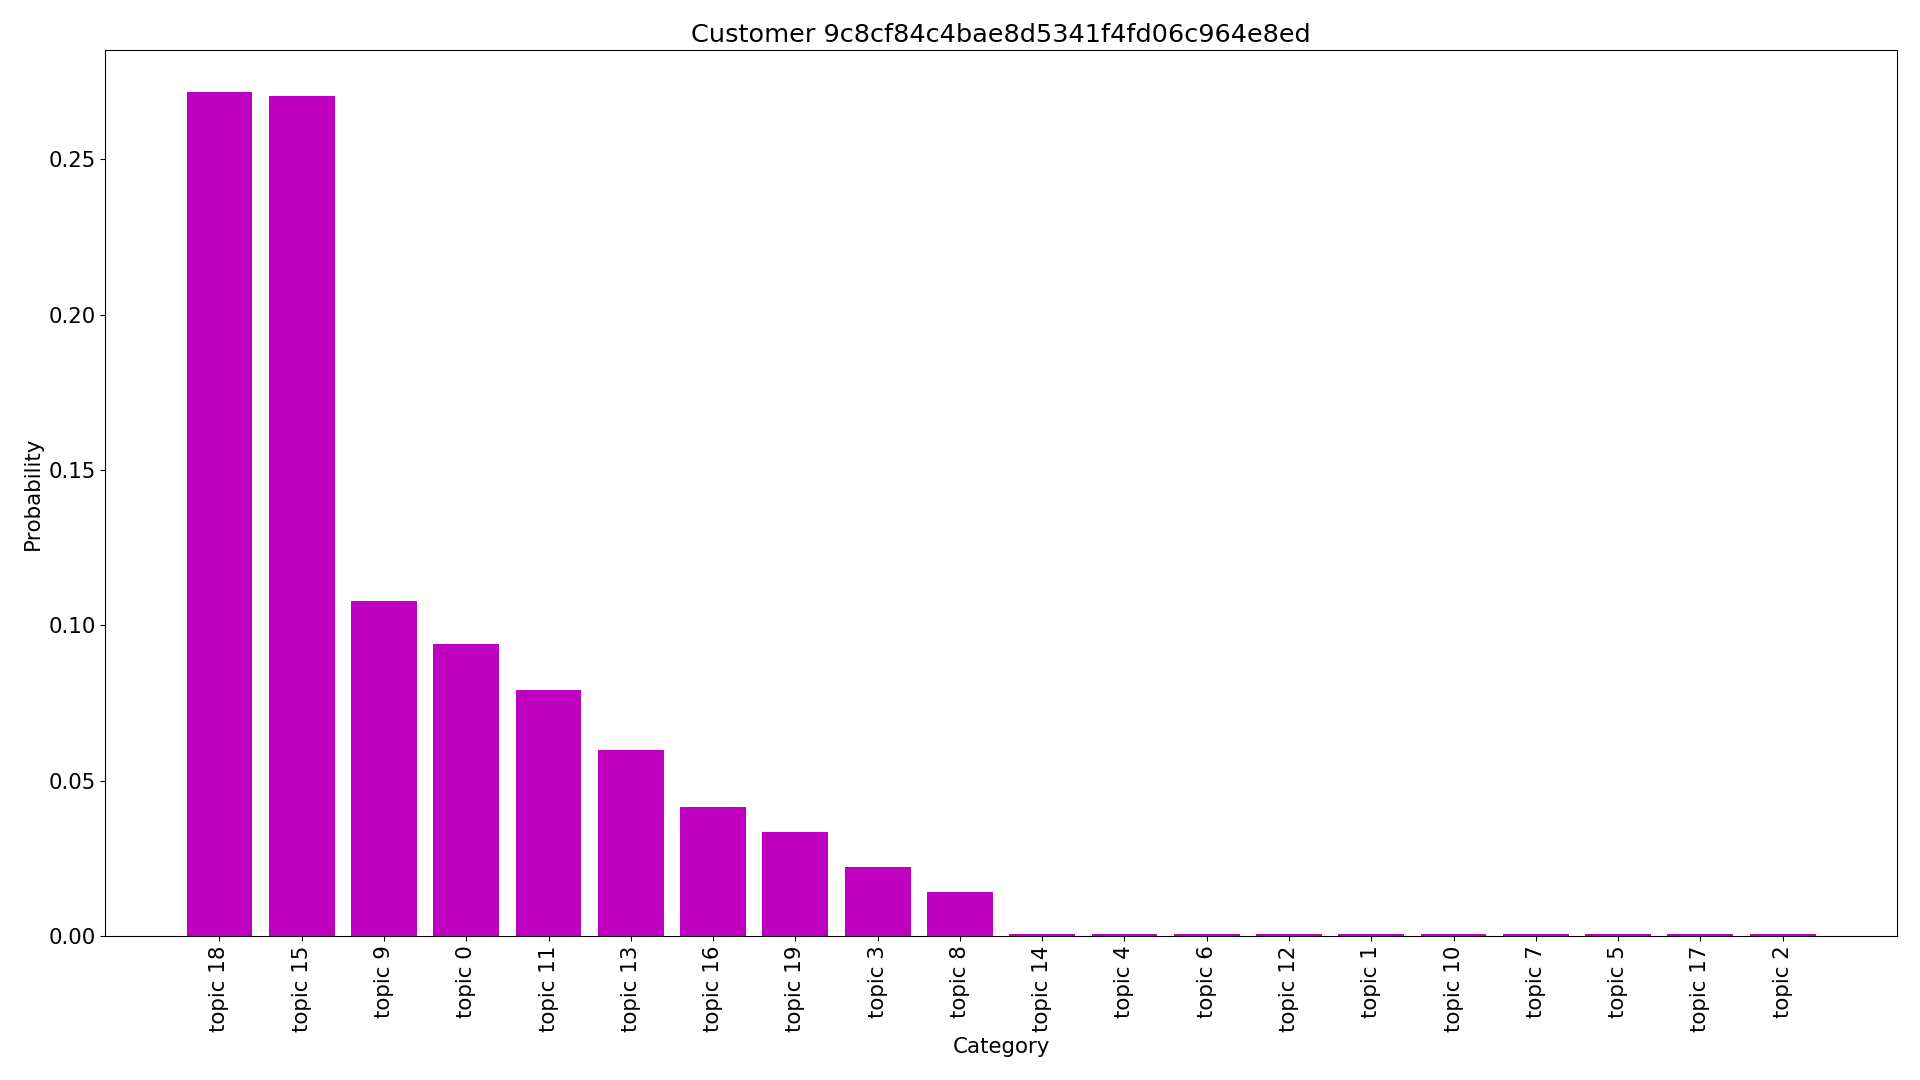 Customer 9c8cf84c4bae8d5341f4fd06c964e8ed
Probability
0.25
0.20
0.15
0.10
0.05
0.00
topic 18
topic 15
topic 9
topic 0
topic 11
topic 13
topic 16
topic 19
topic 3
topic 8
topic 14
topic 4
topic 6
topic 12
topic 1
topic 10
topic 7
topic 5
topic 17
topic 2
Category